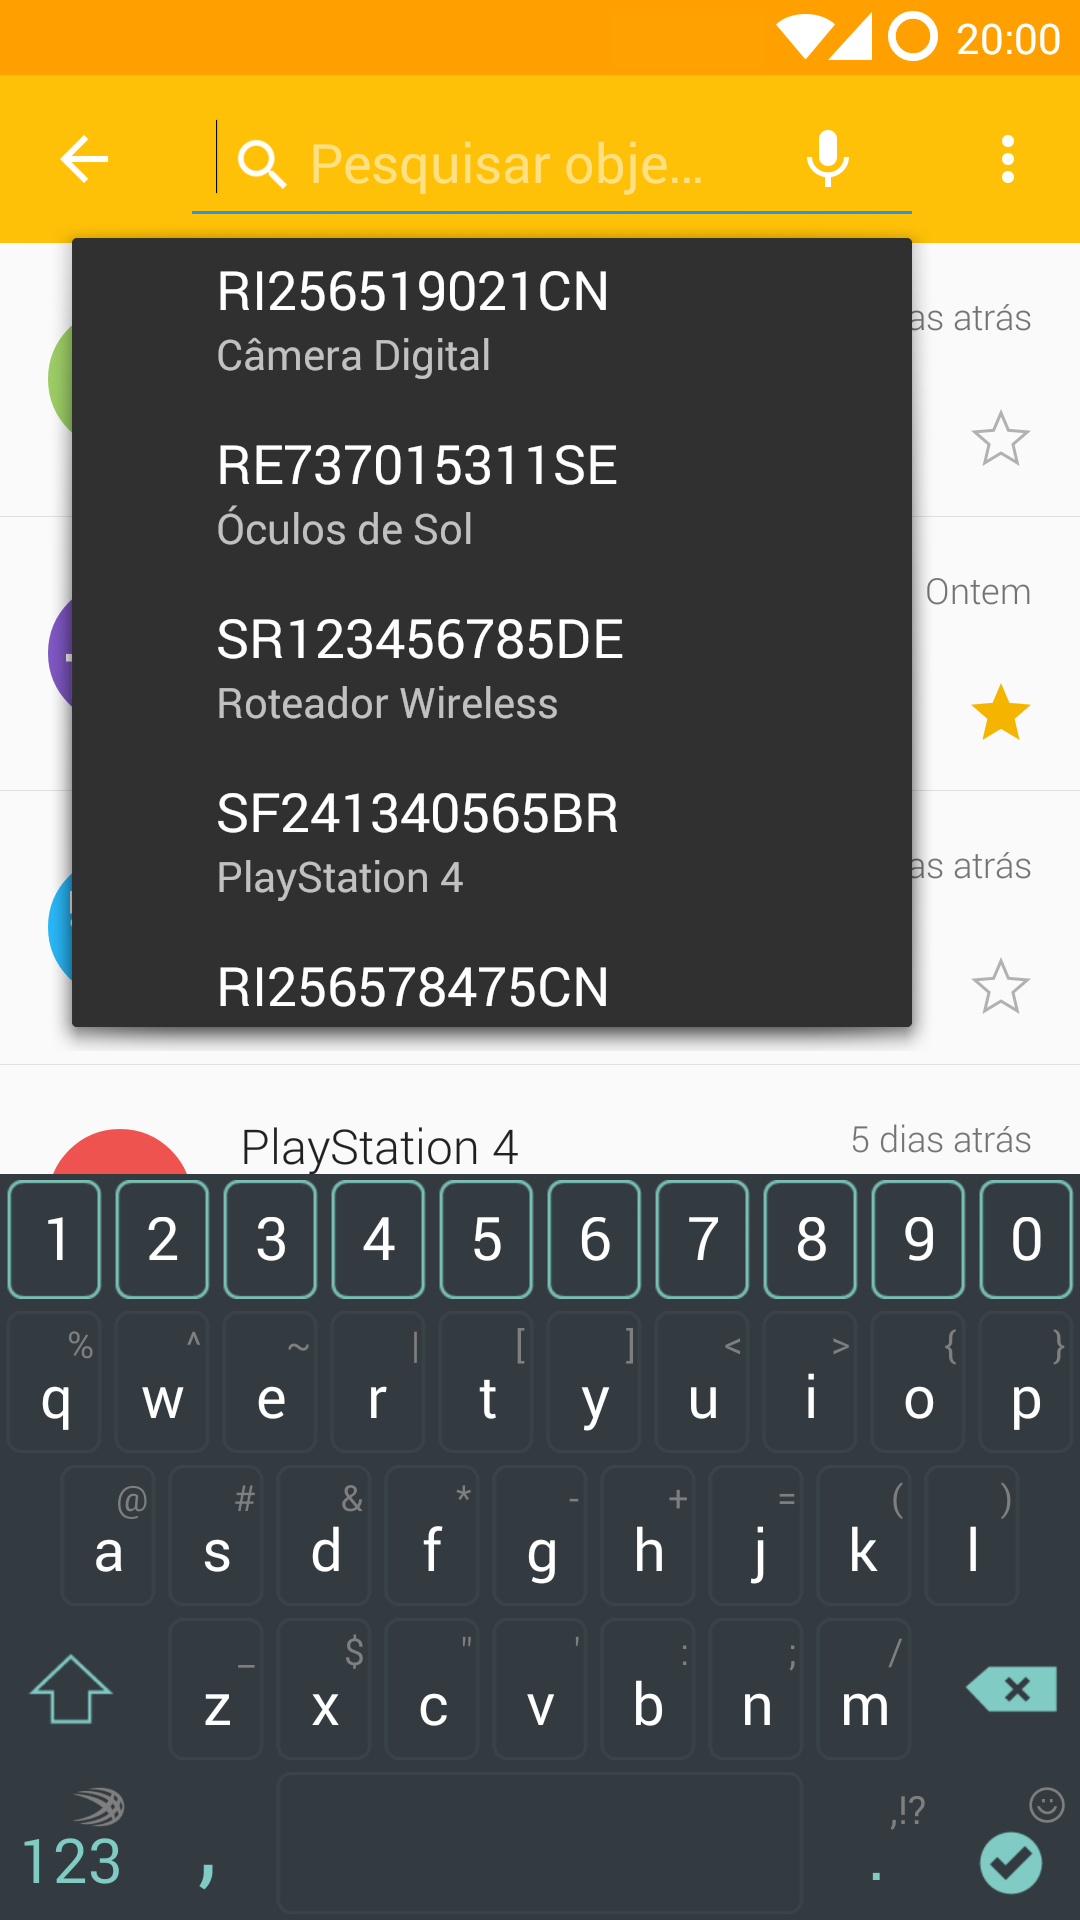 20:00
Pesquisar obje...
RI256519021CN
Câmera Digital
as atrás
RE737015311SE
Óculos de Sol
Ontem
SR123456785DE
Roteador Wireless
SF241340565BR
PlayStation 4
as atrás
RI256578475CN
PlayStation 4
5 dias atrás
1 2 3 4 5 6 7 8 9 0
% ^ ~ | [ ] < > { }
q w e r t y u i o p
@ # & * - + = ( )
a s d f g h j k l
_ $ " ' : ; /
z x c v b n m
,!?
123 , .